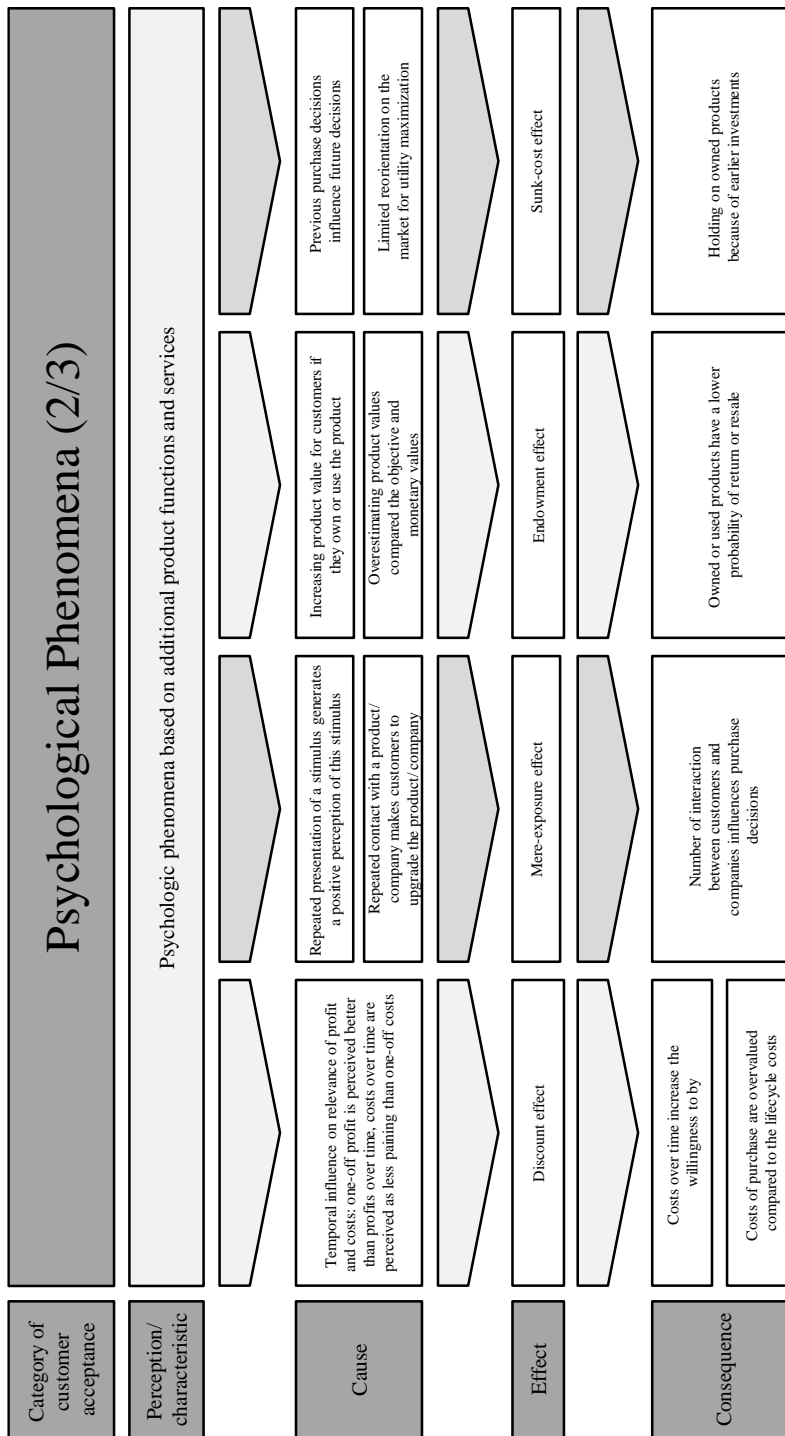 Category of
customer
acceptance
Psychological Phenomena (2/3)
Perception/
characteristic
Psychologic phenomena based on additional product functions and services
Cause
Temporal influence on relevance of profit
and costs: one-off profit is perceived better
than profits over time, costs over time are
perceived as less paining than one-off costs
Repeated presentation of a stimulus generates
a positive perception of this stimulus
Repeated contact with a product/
company makes customers to
upgrade the product/ company
Increasing product value for customers if
they own or use the product
Overestimating product values
compared the objective and
monetary values
Previous purchase decisions
influence future decisions
Limited reorientation on the
market for utility maximization
Effect
Discount effect
Mere-exposure effect
Endowment effect
Sunk-cost effect
Consequence
Costs over time increase the
willingness to by
Costs of purchase are overvalued
compared to the lifecycle costs
Number of interaction
between customers and
companies influences purchase
decisions
Owned or used products have a lower
probability of return or resale
Holding on owned products
because of earlier investments